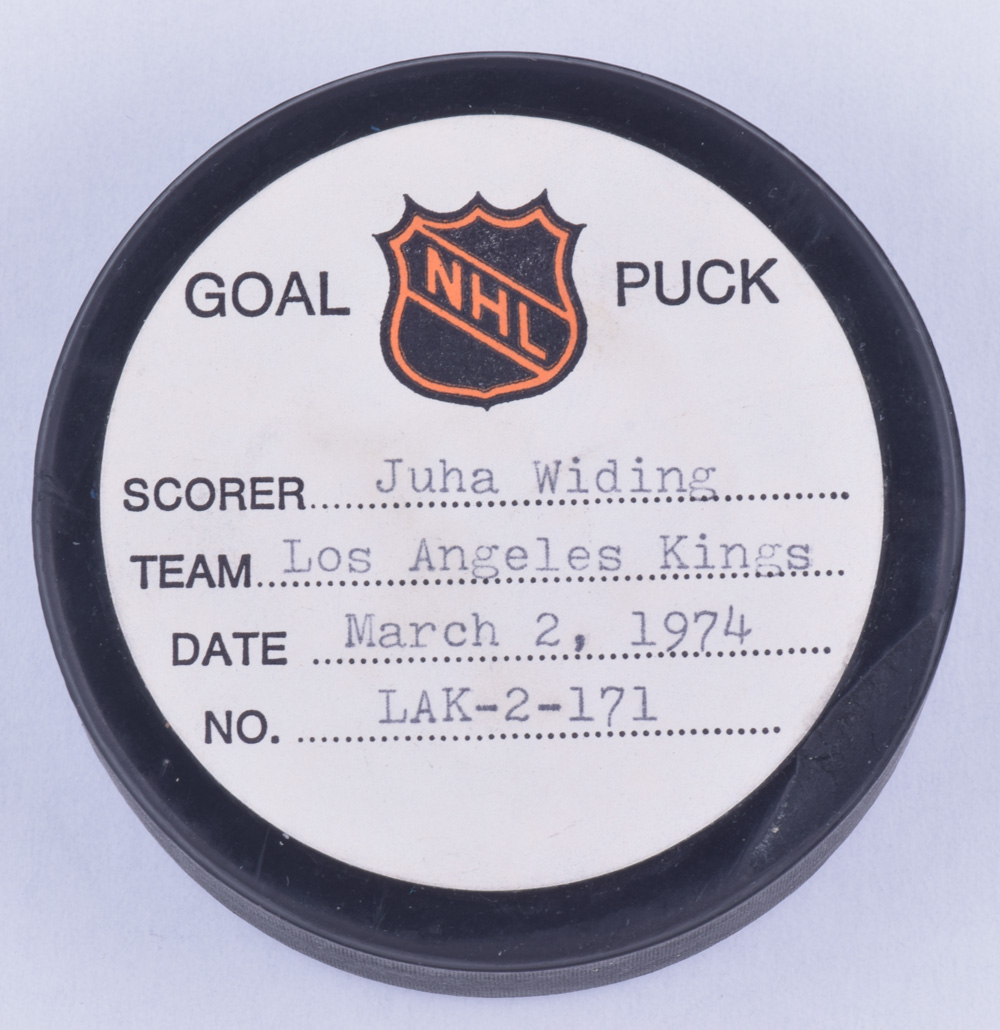 GOAL NHL PUCK
SCORER Juha Widing
TEAM Los Angeles Kings
DATE March 2, 1974
NO. LAK-2-171